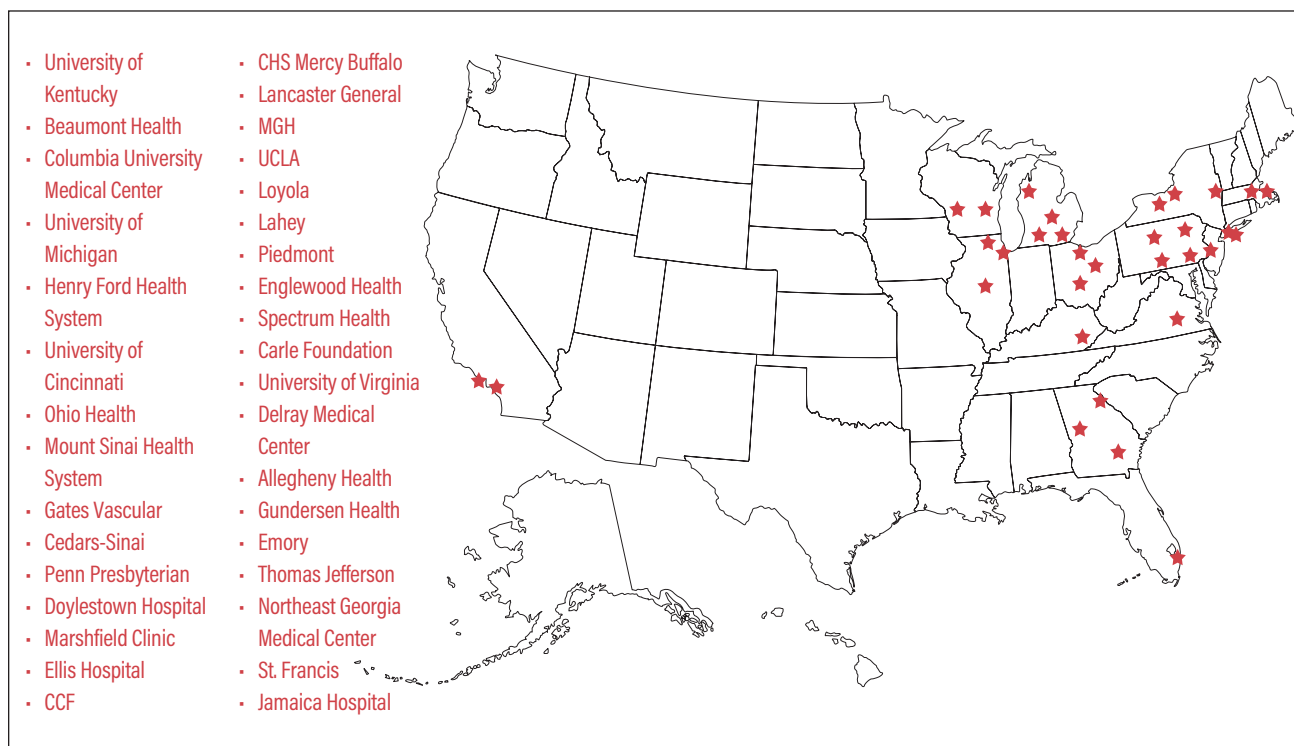 · University of
Kentucky
· Beaumont Health
· Columbia University
Medical Center
· University of
Michigan
· Henry Ford Health
System
· University of
Cincinnati
· Ohio Health
· Mount Sinai Health
System
· Gates Vascular
· Cedars-Sinai
· Penn Presbyterian
· Doylestown Hospital
· Marshfield Clinic
· Ellis Hospital
· CCF
· CHS Mercy Buffalo
· Lancaster General
· MGH
· UCLA
· Loyola
· Lahey
· Piedmont
· Englewood Health
· Spectrum Health
· Carle Foundation
· University of Virginia
· Delray Medical
Center
· Allegheny Health
· Gundersen Health
· Emory
· Thomas Jefferson
· Northeast Georgia
Medical Center
· St. Francis
· Jamaica Hospital